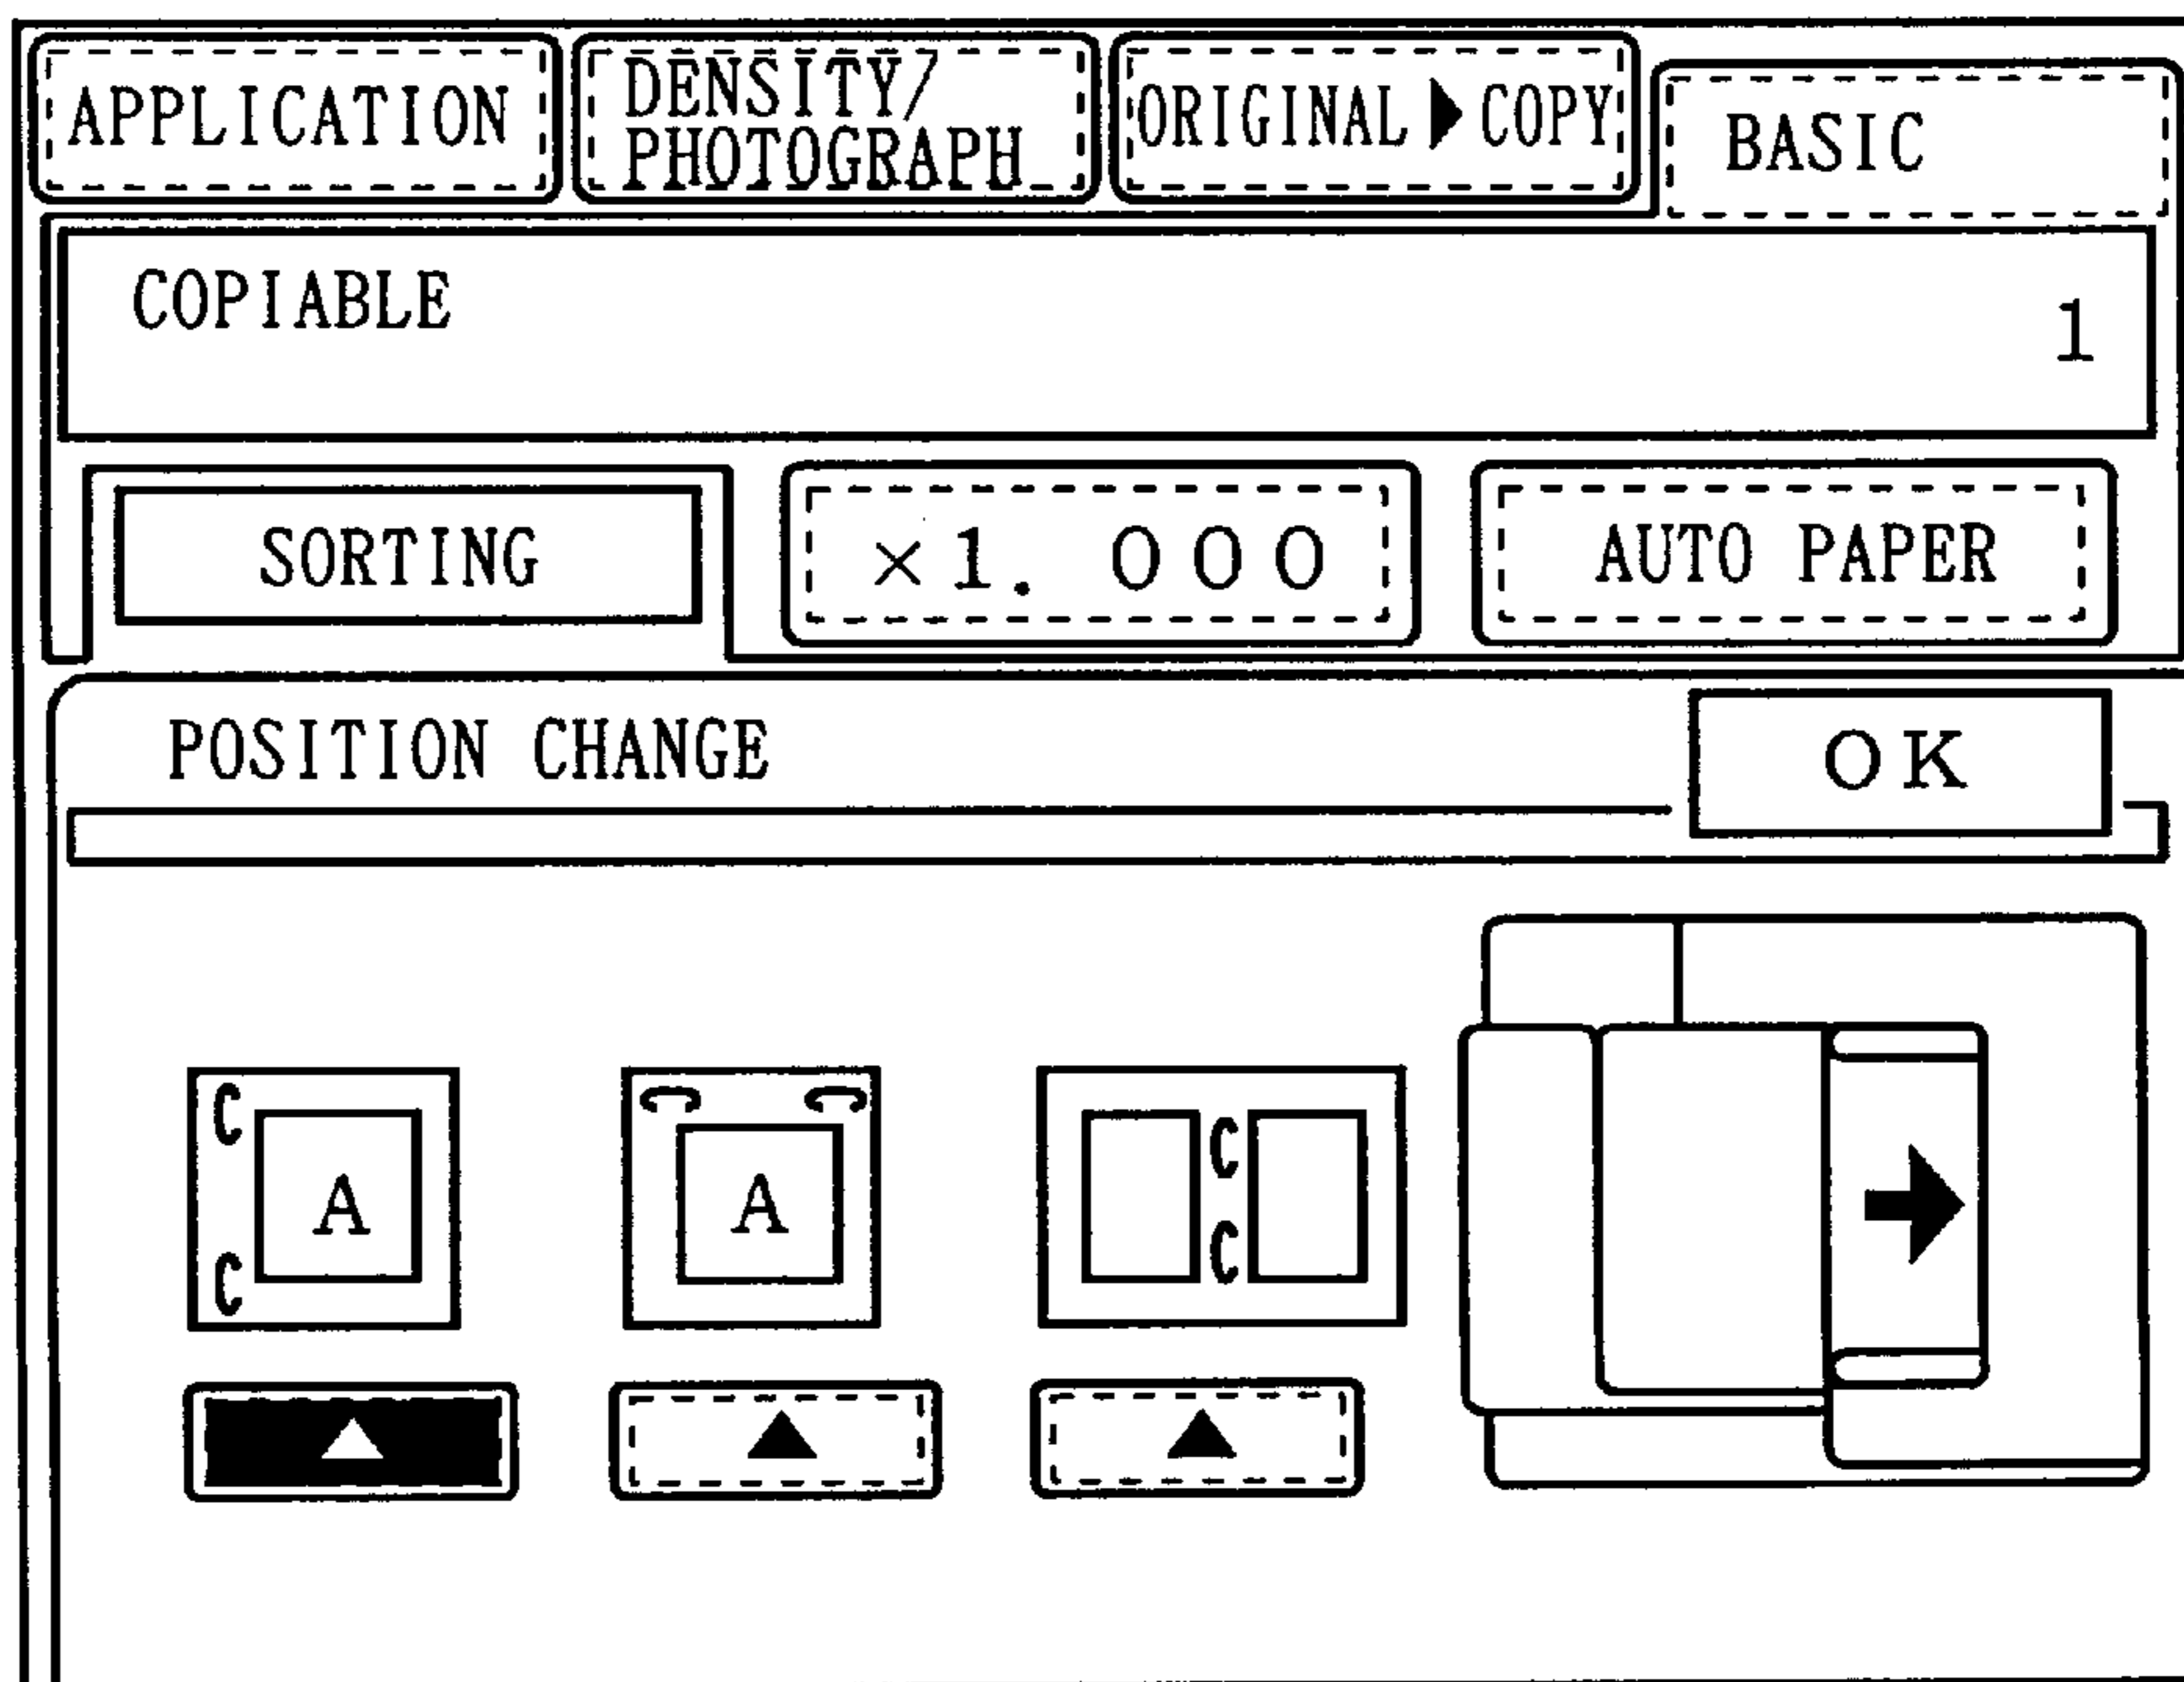 APPLICATION
DENSITY/
PHOTOGRAPH
ORIGINAL ▶ COPY
BASIC
COPIABLE
1
SORTING
×1. 000
AUTO PAPER
POSITION CHANGE
OK
A
A